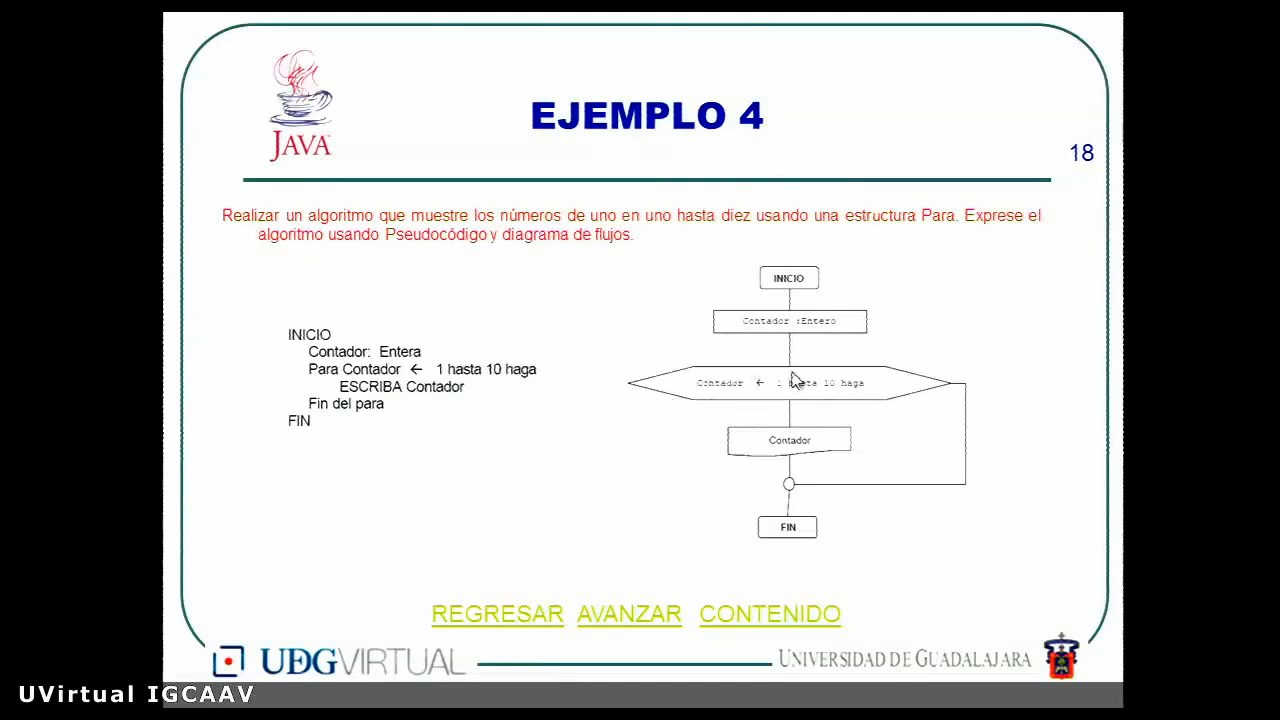 JAVA
EJEMPLO 4
18
Realizar un algoritmo que muestre los números de uno en uno hasta diez usando una estructura Para. Exprese el
algoritmo usando Pseudocódigo y diagrama de flujos.
INICIO
Contador: Entera
Para Contador ← 1 hasta 10 haga
ESCRIBA Contador
Fin del para
FIN
INICIO
Contador :Entero
Contador ← 1 hasta 10 haga
Contador
FIN
REGRESAR AVANZAR CONTENIDO
UDGVIRTUAL
UNIVERSIDAD DE GUADALAJARA
UVirtual IGCAAV